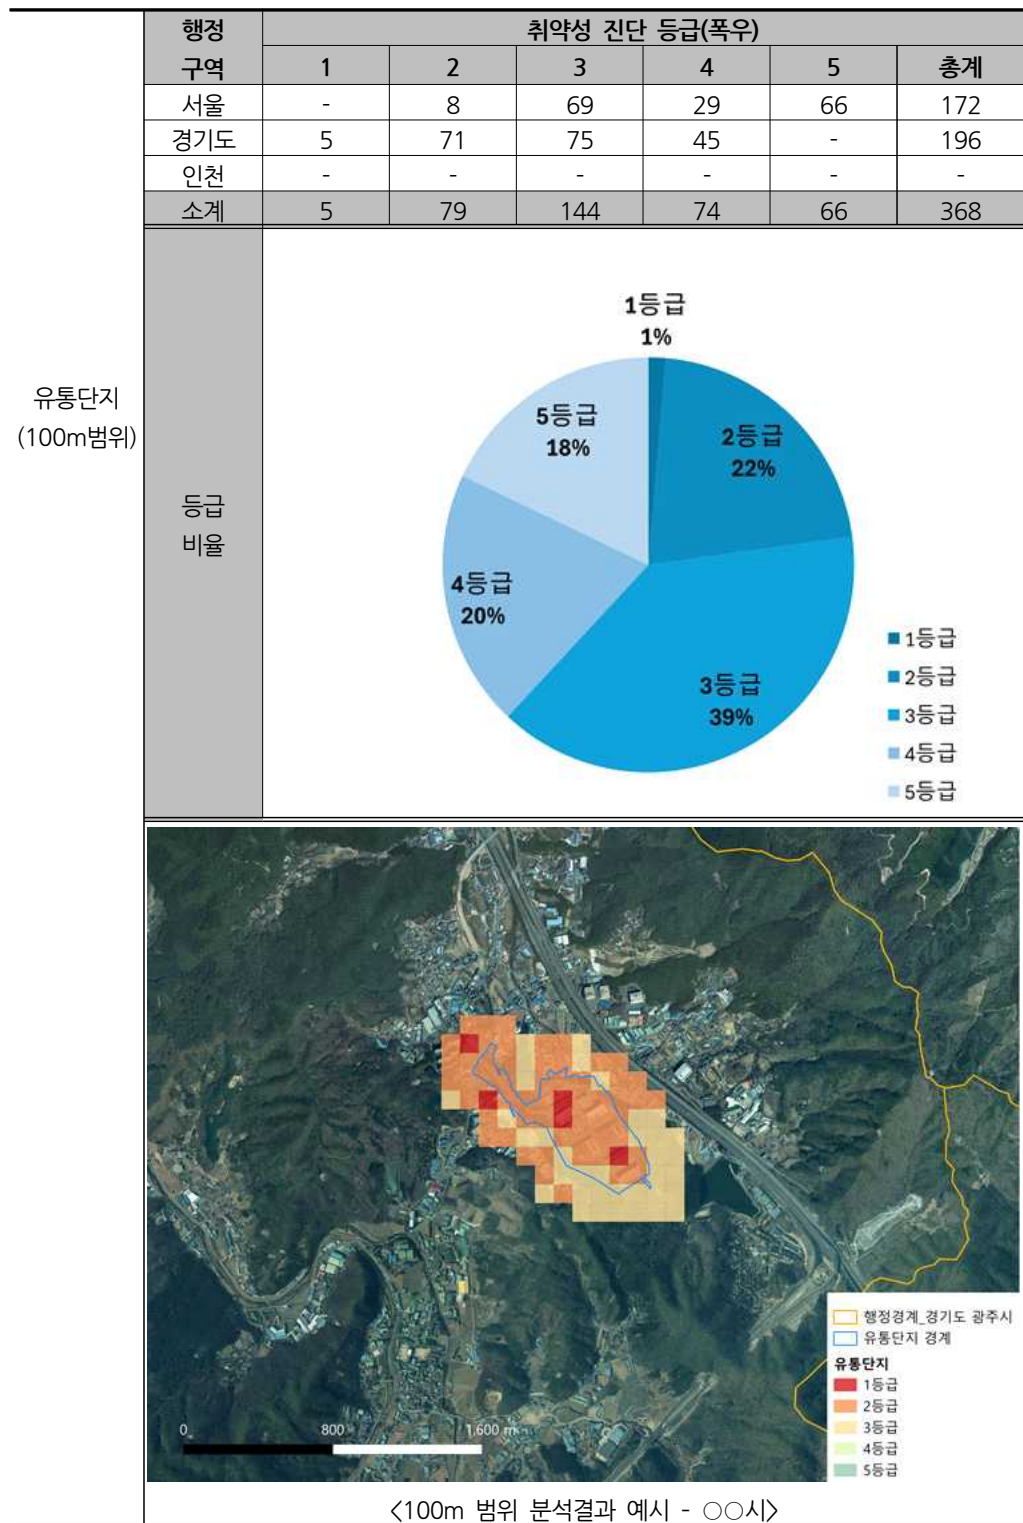 행정 취약성 진단 등급(폭우)
구역 1 2 3 4 5 총계
서울 - 8 69 29 66 172
경기도 5 71 75 45 - 196
인천 - - - - - -
소계 5 79 144 74 66 368
유통단지
(100m범위)
등급
비율
1등급
1%
2등급
22%
3등급
39%
4등급
20%
5등급
18%
1등급
2등급
3등급
4등급
5등급
행정경계_경기도 광주시
유통단지 경계
유통단지
1등급
2등급
3등급
4등급
5등급
0 800 1,600 m
<100m 범위 분석결과 예시 - ○○시>